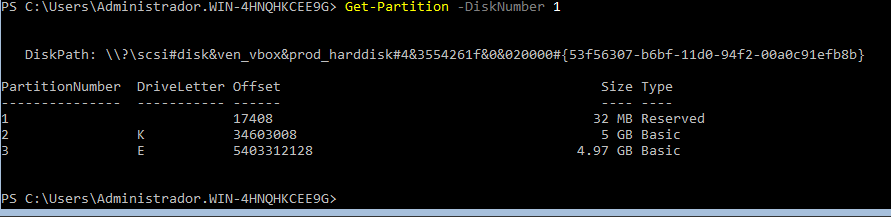 PS C:\Users\Administrador.WIN-4HNQHKCEE9G> Get-Partition -DiskNumber 1
DiskPath: \\?\scsi#disk&ven_vbox&prod_harddisk#4&3554261f&0&020000#{53f56307-b6bf-11d0-94f2-00a0c91efb8b}
PartitionNumber DriveLetter Offset Size Type
--------------- ----------- ------ ---- ----
1 17408 32 MB Reserved
2 K 34603008 5 GB Basic
3 E 5403312128 4.97 GB Basic
PS C:\Users\Administrador.WIN-4HNQHKCEE9G>